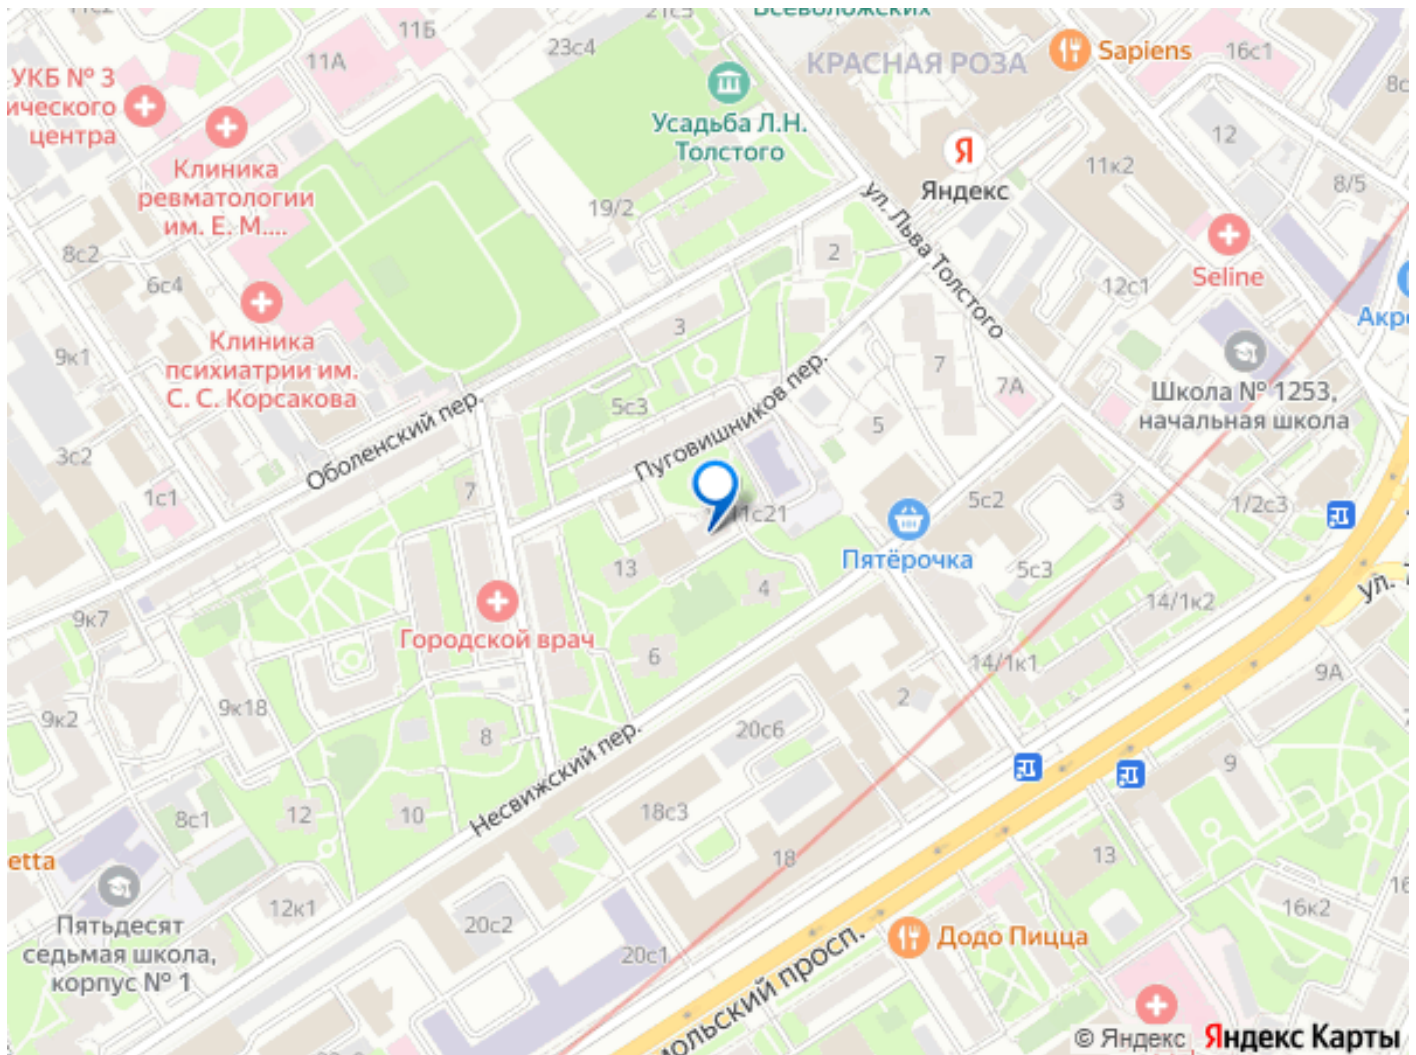 21с5
Всеволожских
11Б
23с4
11А
КРАСНАЯ РОЗА
Sapiens
16с1
УКБ № 3
ического
центра
Усадьба Л.Н.
Толстого
12
Клиника
ревматологии
им. Е. М....
Яндекс
11к2
8/5
19/2
ул. Льва Толстого
8с2
2
Seline
6с4
12с1
Клиника
психиатрии им.
С. С. Корсакова
3
9к1
7
7А
Школа № 1253,
начальная школа
5с3
Оболенский пер.
Пуговишников пер.
5
3с2
1с1
7
11с21
5с2
3
1/2с3
Пятёрочка
13
4
5с3
14/1к2
ул.
9к7
Городской врач
6
14/1к1
9А
9к2
9к18
8
2
20с6
9
Несвижский пер.
8с1
12
10
18с3
18
13
etta
Пятьдесят
седьмая школа,
корпус № 1
12к1
20с2
20с1
Додо Пицца
16к2
мольский просп.
© Яндекс Яндекс Карты